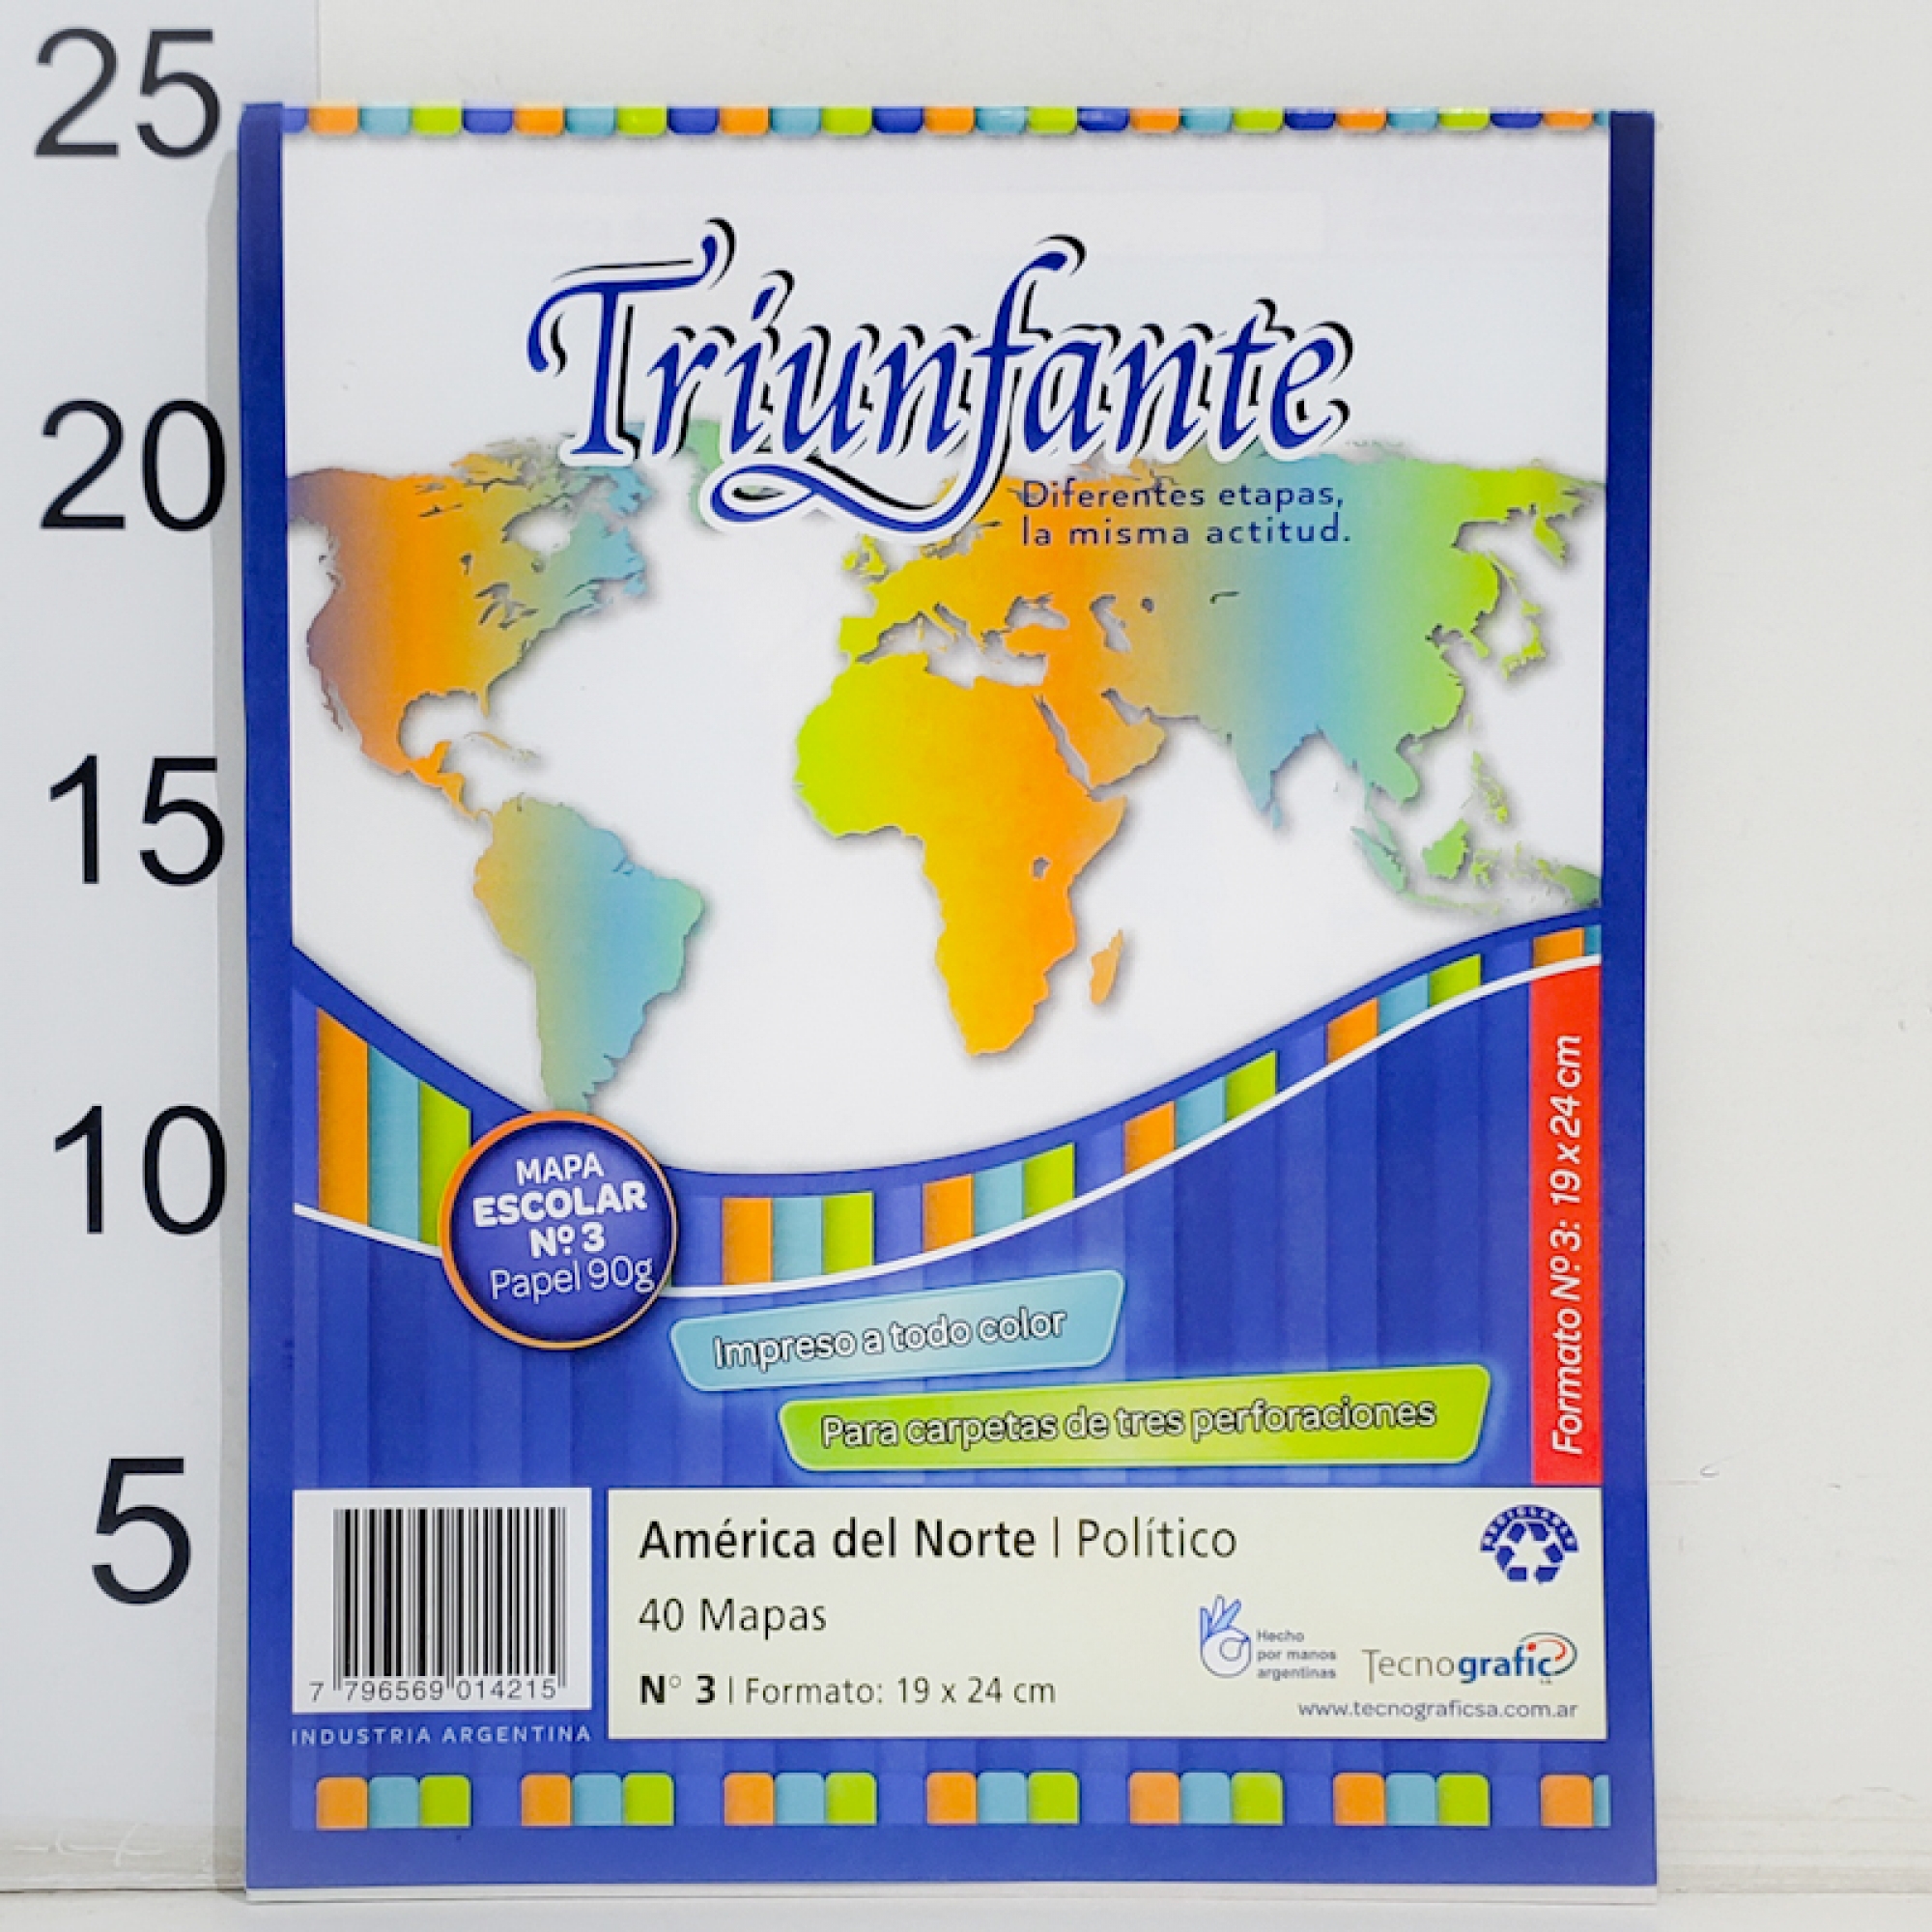 25
20
15
10
5
Triunfante
Diferentes etapas,
la misma actitud.
MAPA
ESCOLAR
Nº 3
Papel 90g
Impreso a todo color
Para carpetas de tres perforaciones
Formato Nº 3: 19 x 24 cm
7 796569 014215
INDUSTRIA ARGENTINA
América del Norte | Político
40 Mapas
N° 3 | Formato: 19 x 24 cm
RECICLABLE
Hecho
por manos
argentinas
Tecnografic
www.tecnograficsa.com.ar